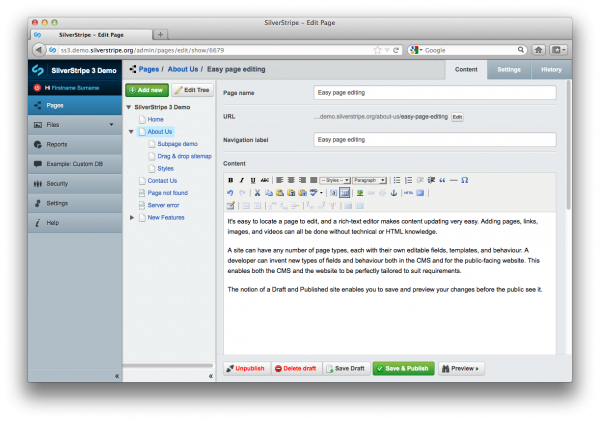 SilverStripe – Edit Page
SilverStripe – Edit Page
ss3.demo.silverstripe.org/admin/pages/edit/show/6679
Google
SilverStripe 3 Demo
Pages / About Us / Easy page editing
Content
Settings
History
Hi Firstname Surname
Pages
Files
Reports
Example: Custom DB
Security
Settings
Help
Add new
Edit Tree
SilverStripe 3 Demo
Home
About Us
Subpage demo
Drag & drop sitemap
Styles
Contact Us
Page not found
Server error
New Features
Page name
Easy page editing
URL
...demo.silverstripe.org/about-us/easy-page-editing
Edit
Navigation label
Easy page editing
Content
B I U ABC
-- Styles --
Paragraph
HTML
It's easy to locate a page to edit, and a rich-text editor makes content updating very easy. Adding pages, links,
images, and videos can all be done without technical or HTML knowledge.
A site can have any number of page types, each with their own editable fields, templates, and behaviour. A
developer can invent new types of fields and behaviour both in the CMS and for the public-facing website. This
enables both the CMS and the website to be perfectly tailored to suit requirements.
The notion of a Draft and Published site enables you to save and preview your changes before the public see it.
«
«
Unpublish
Delete draft
Save Draft
Save & Publish
Preview »